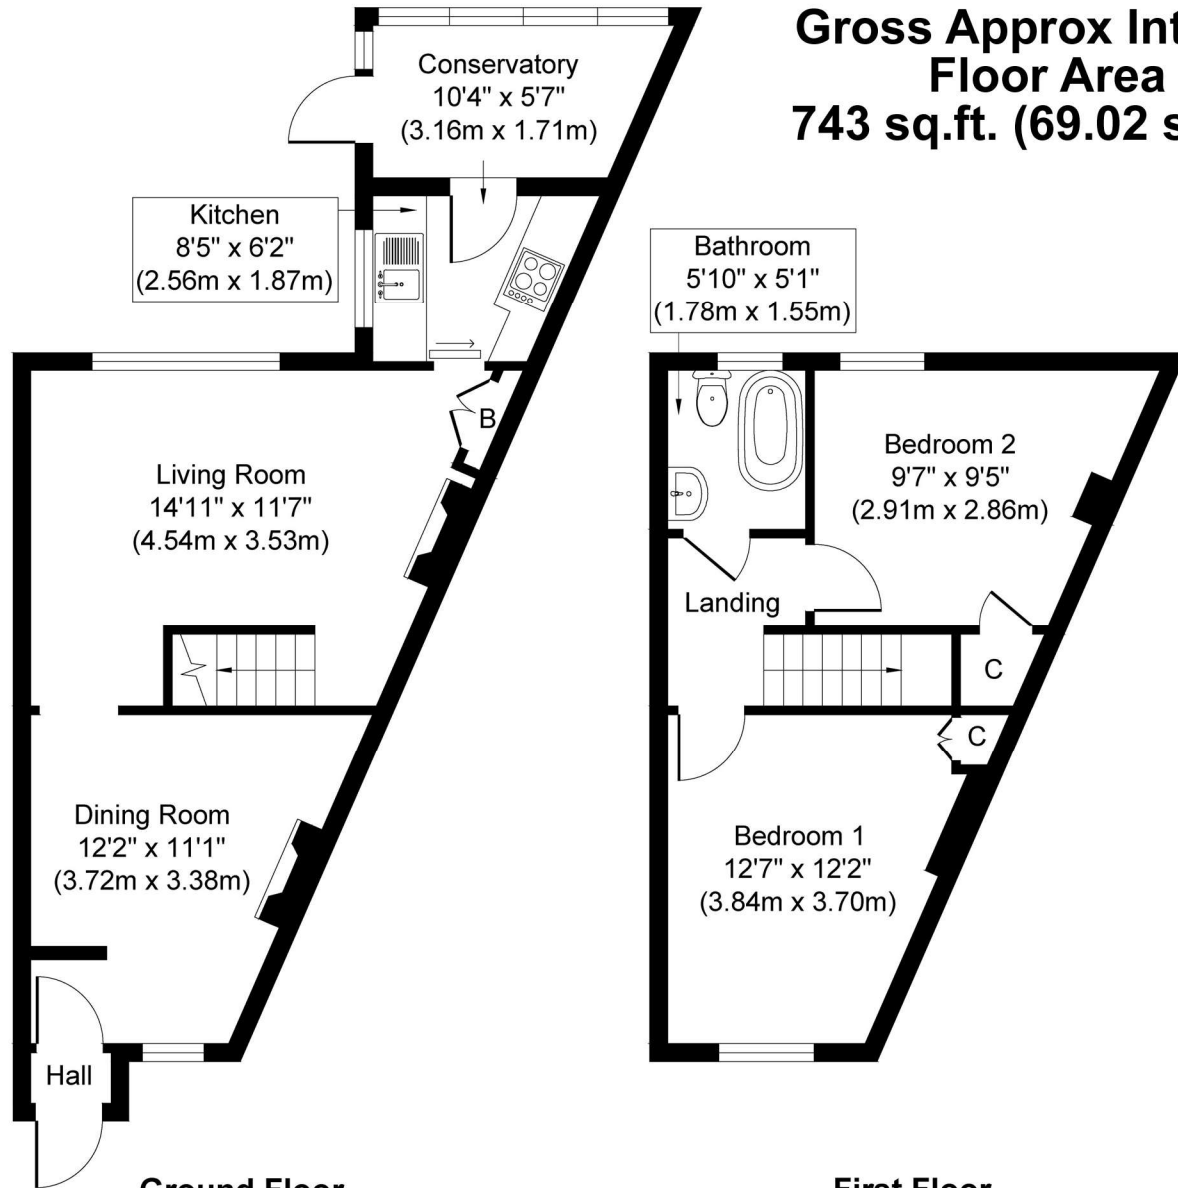 Gross Approx Int
Floor Area
743 sq.ft. (69.02 s
Conservatory
10'4" x 5'7"
(3.16m x 1.71m)
Kitchen
8'5" x 6'2"
(2.56m x 1.87m)
B
Living Room
14'11" x 11'7"
(4.54m x 3.53m)
Dining Room
12'2" x 11'1"
(3.72m x 3.38m)
Hall
Ground Floor
Bathroom
5'10" x 5'1"
(1.78m x 1.55m)
Bedroom 2
9'7" x 9'5"
(2.91m x 2.86m)
Landing
C
C
Bedroom 1
12'7" x 12'2"
(3.84m x 3.70m)
First Floor